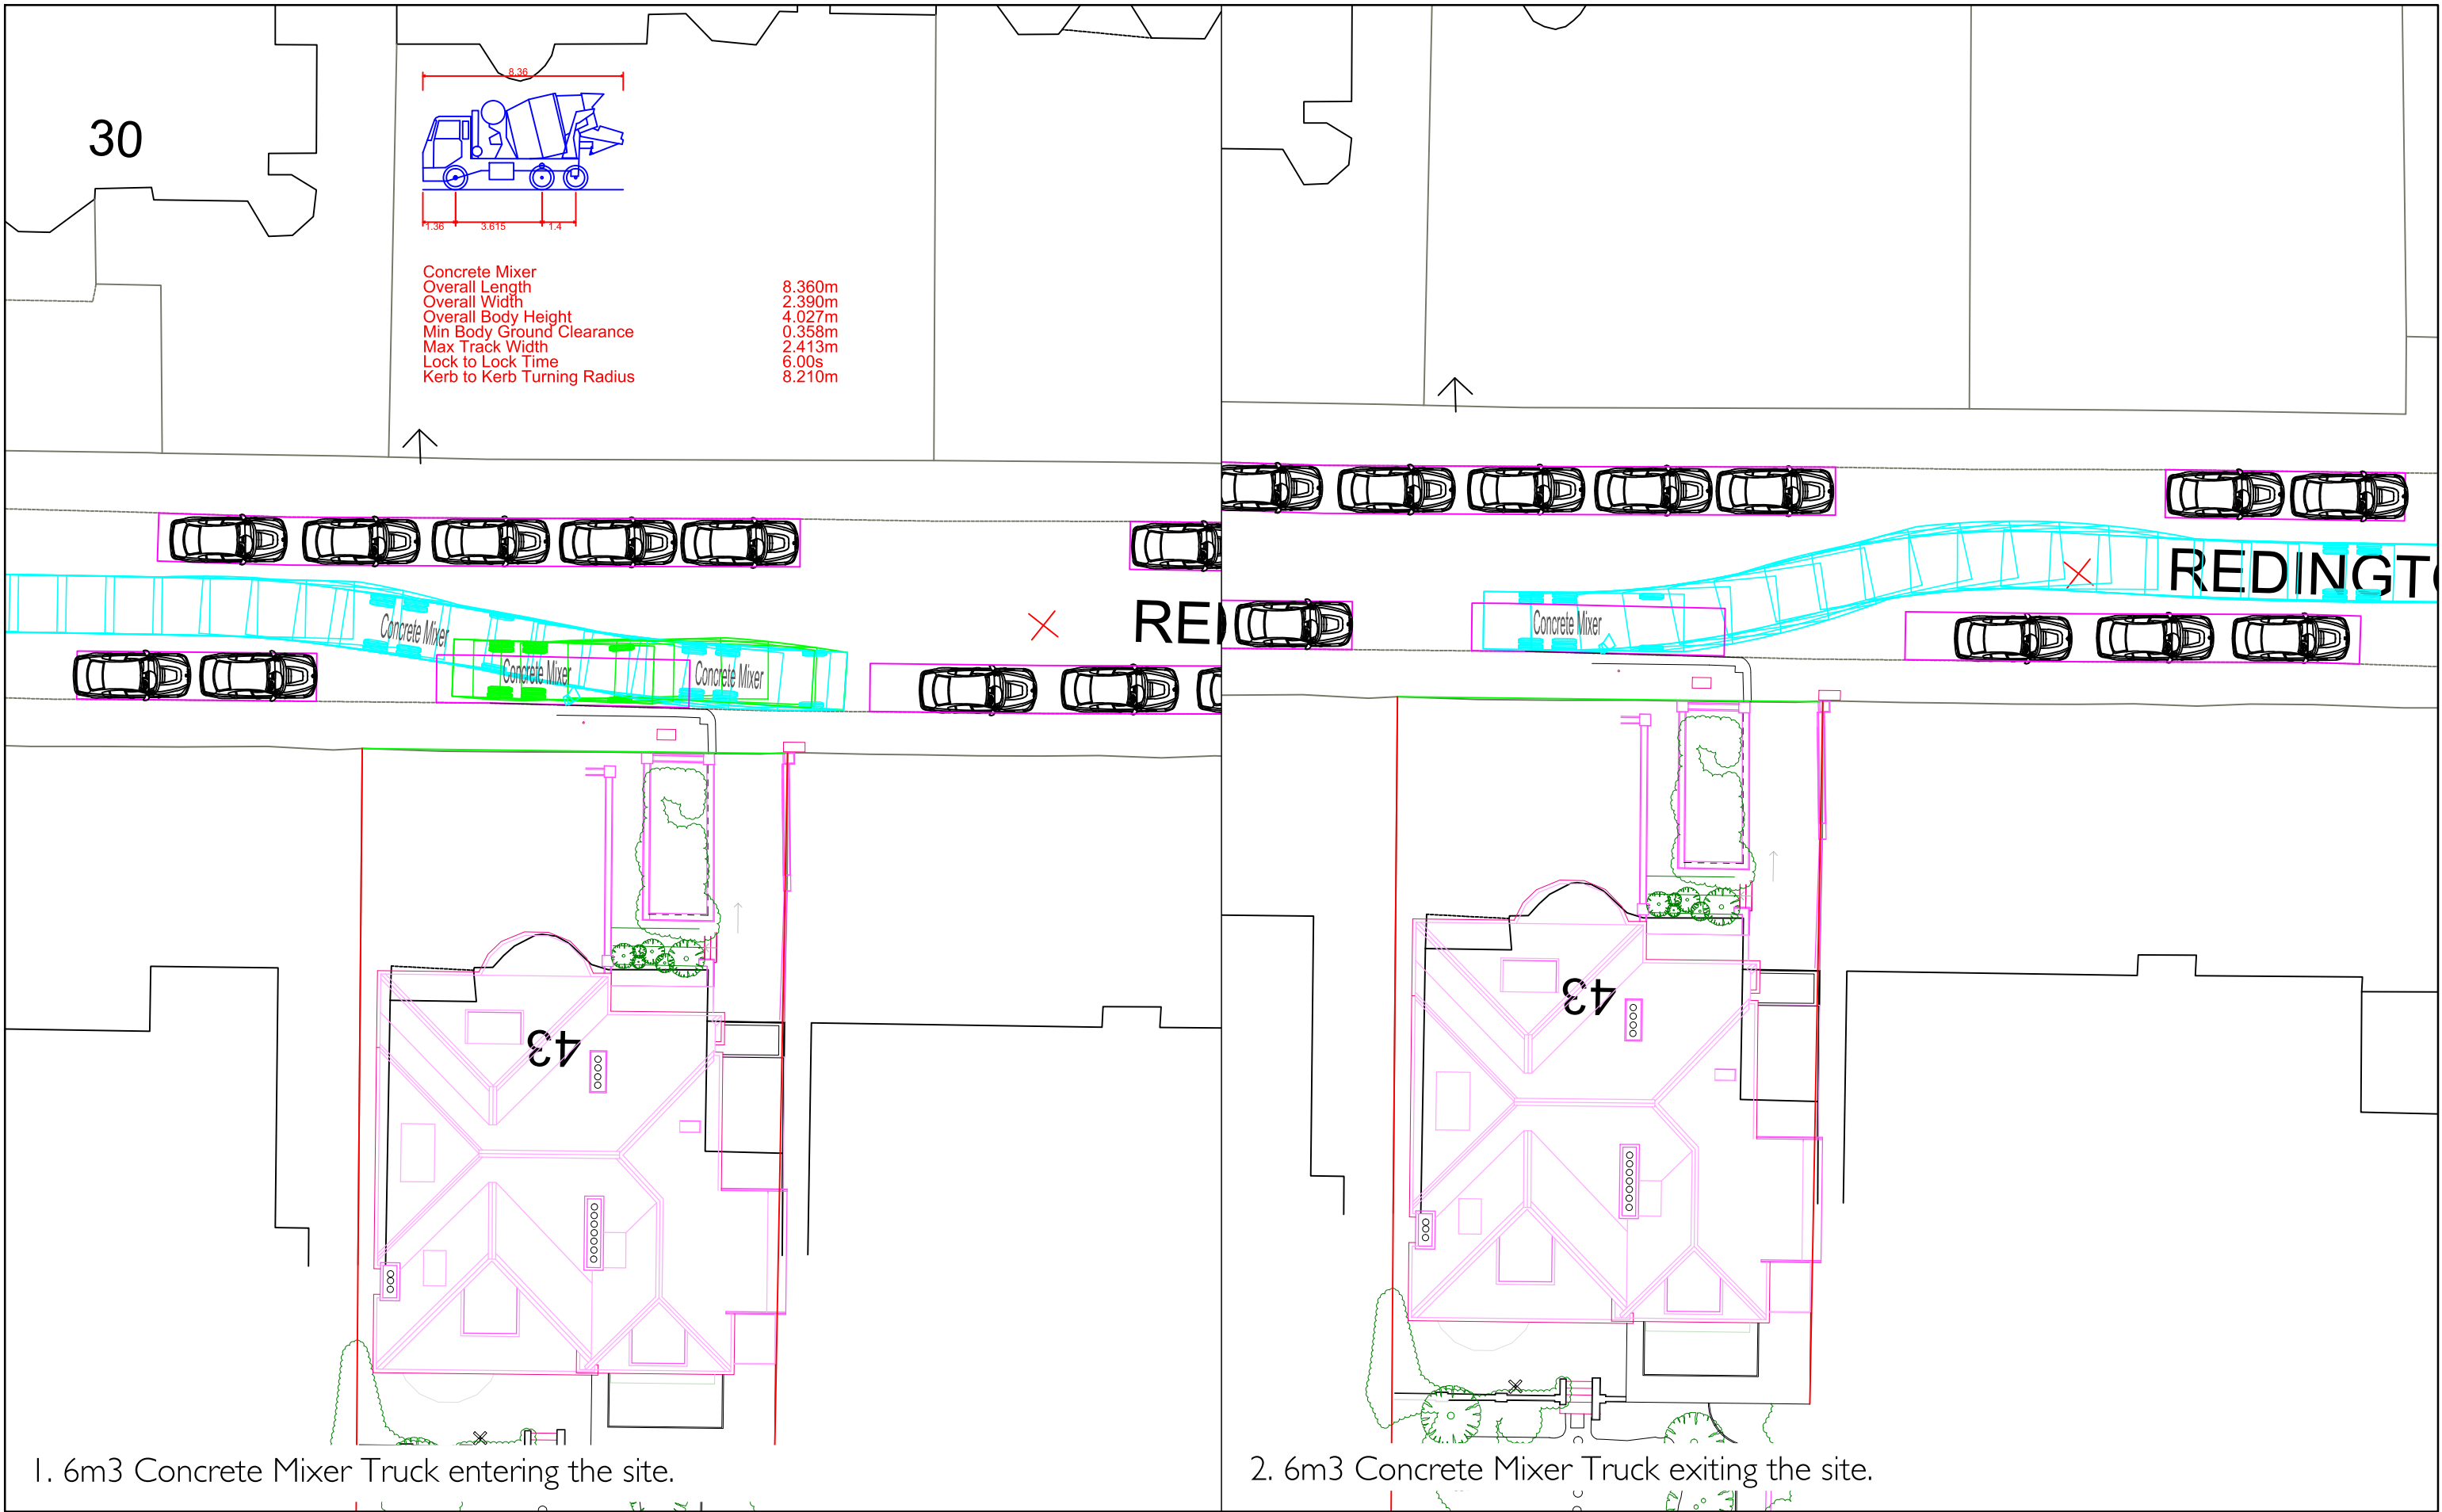 30
8.36
1.36 3.615 1.4
Concrete Mixer
Overall Length 8.360m
Overall Width 2.390m
Overall Body Height 4.027m
Min Body Ground Clearance 0.358m
Max Track Width 2.413m
Lock to Lock Time 6.00s
Kerb to Kerb Turning Radius 8.210m
Concrete Mixer
Concrete Mixer
Concrete Mixer
RE
43
1. 6m3 Concrete Mixer Truck entering the site.
REDINGT
Concrete Mixer
43
2. 6m3 Concrete Mixer Truck exiting the site.